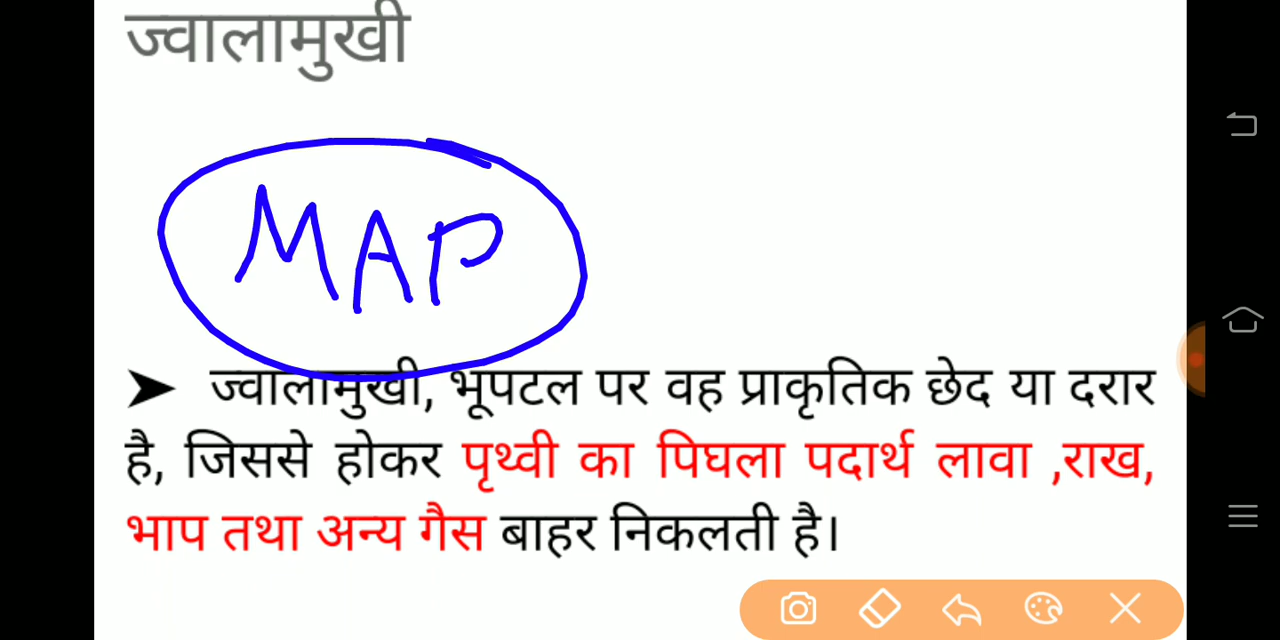 ज्वालामुखी
MAP
➤ ज्वालामुखी, भूपटल पर वह प्राकृतिक छेद या दरार
है, जिससे होकर पृथ्वी का पिघला पदार्थ लावा ,राख,
भाप तथा अन्य गैस बाहर निकलती है।